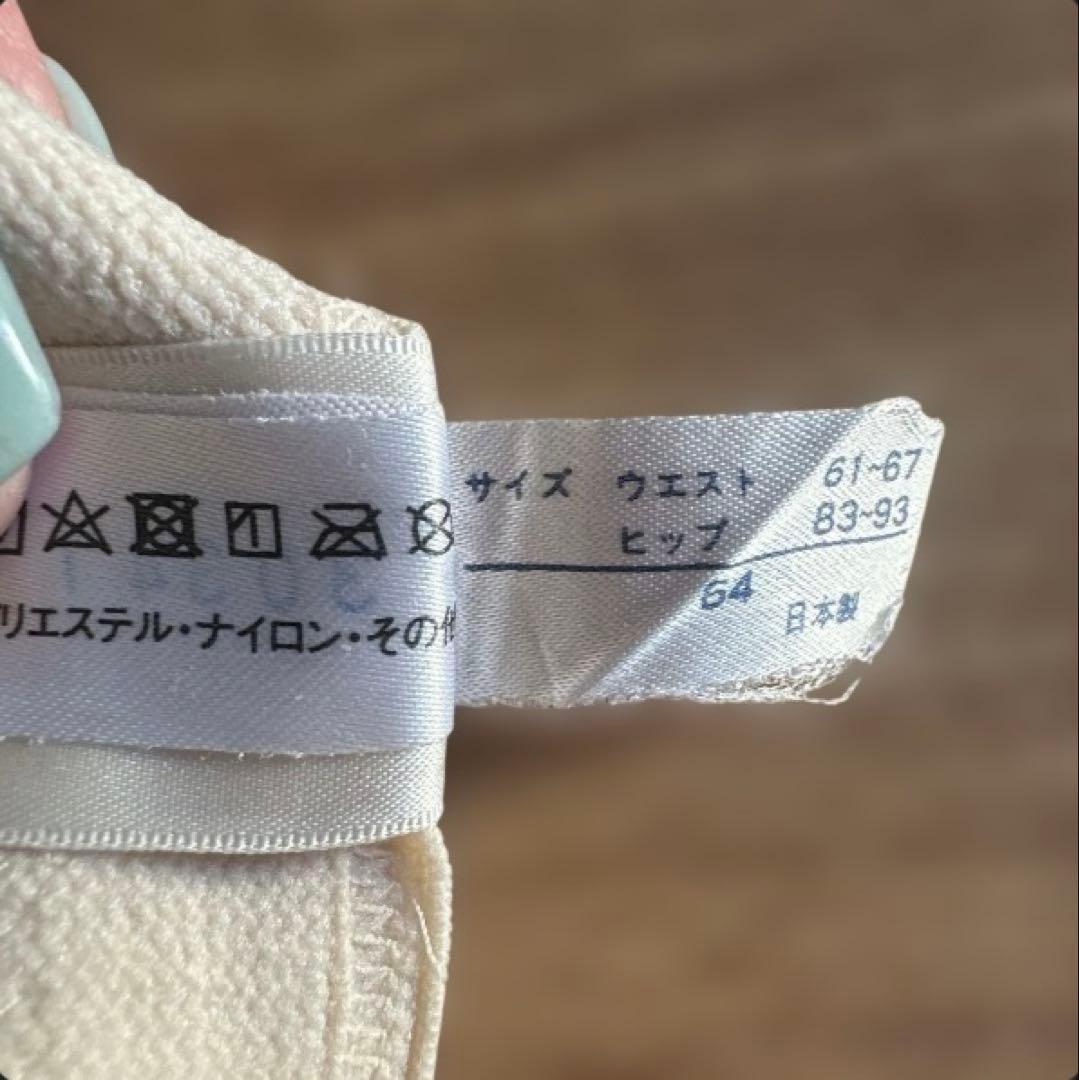 サイズ ウエスト 61~67
ヒップ 83~93
64
日本製
リエステル・ナイロン・その他